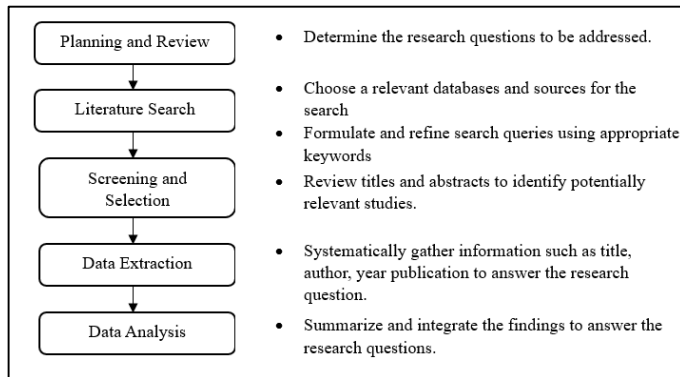 Planning and Review
• Determine the research questions to be addressed.
Literature Search
• Choose a relevant databases and sources for the
search
• Formulate and refine search queries using appropriate
keywords
Screening and
Selection
• Review titles and abstracts to identify potentially
relevant studies.
Data Extraction
• Systematically gather information such as title,
author, year publication to answer the research
question.
Data Analysis
• Summarize and integrate the findings to answer the
research questions.